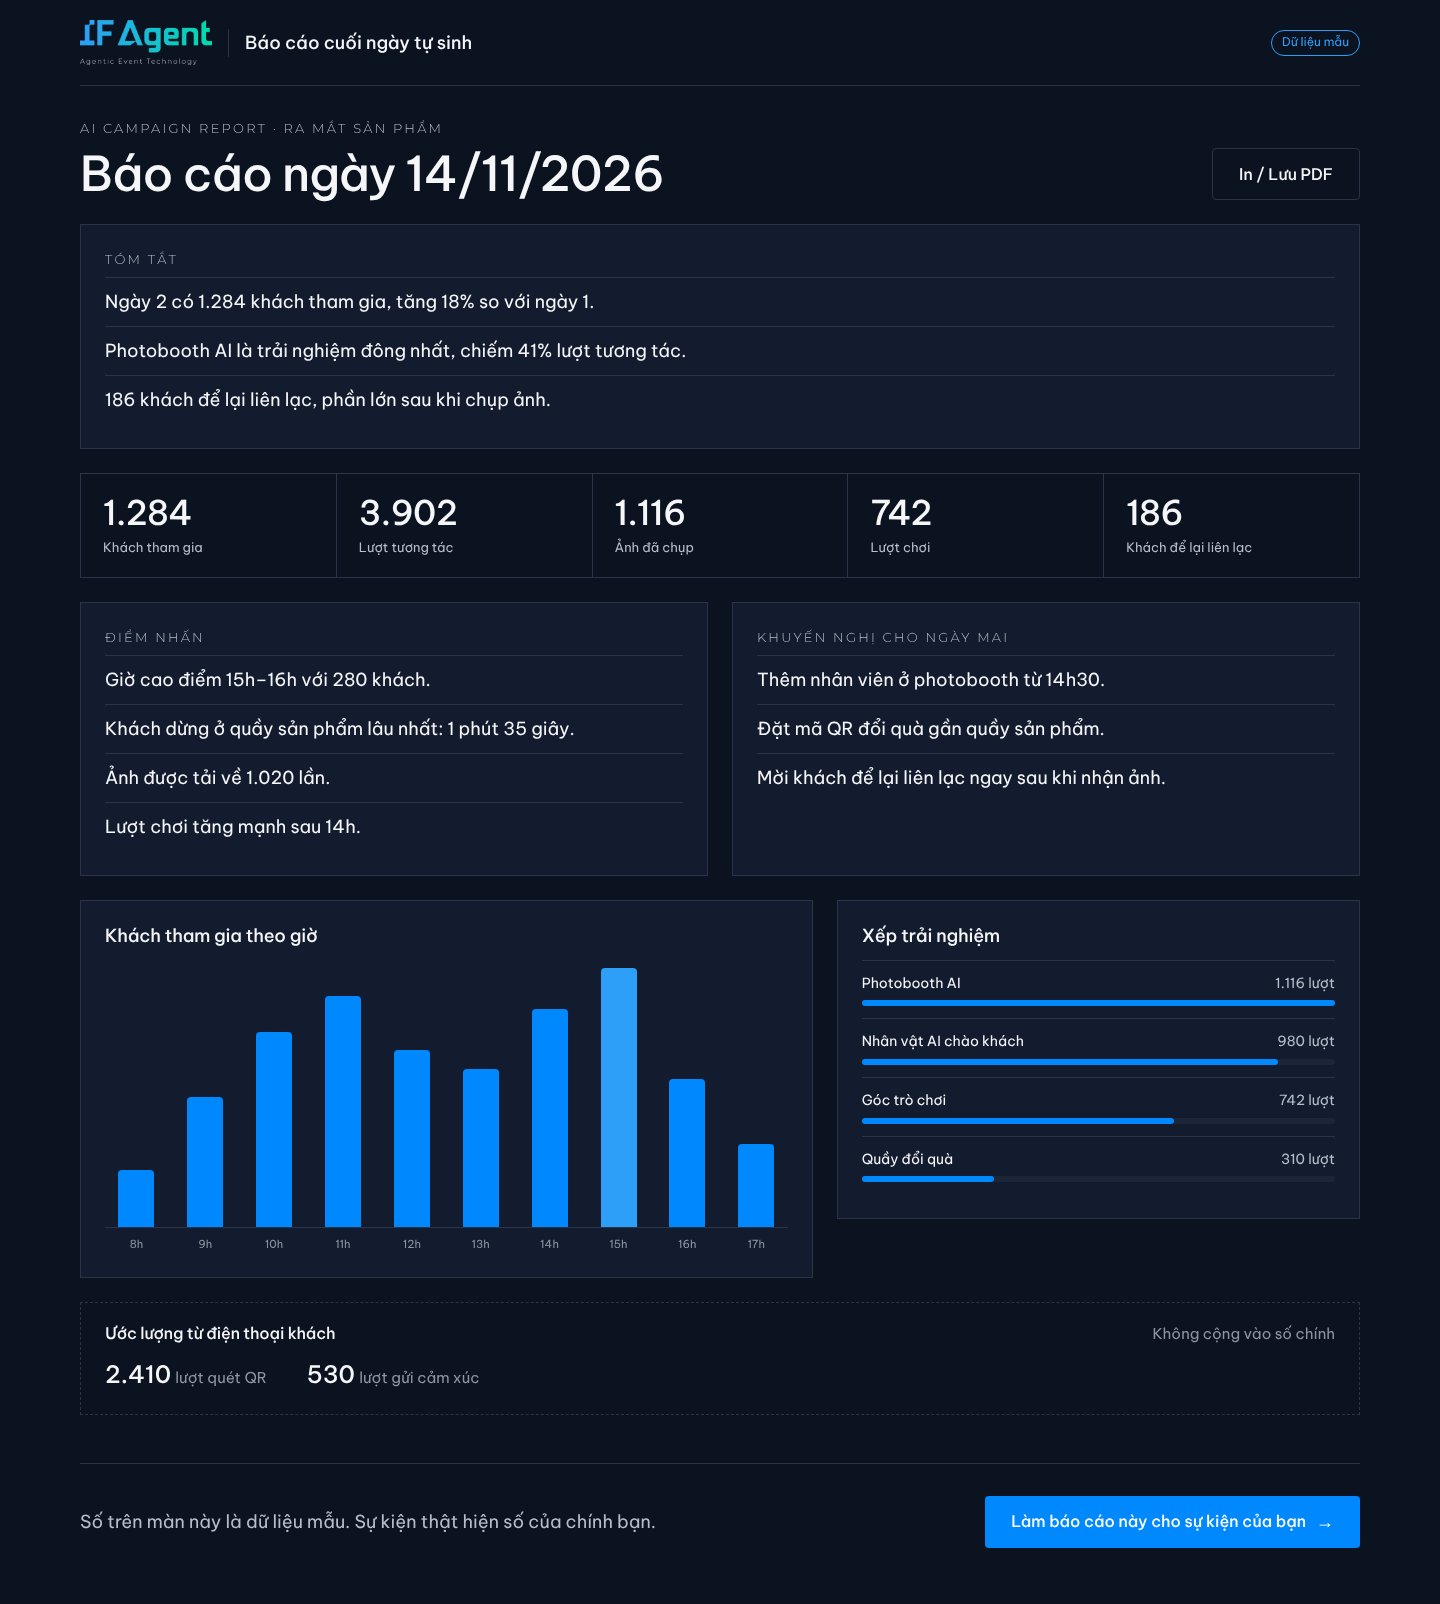 IF Agent
Agentic Event Technology
Báo cáo cuối ngày tự sinh
Dữ liệu mẫu
AI CAMPAIGN REPORT · RA MẮT SẢN PHẨM
Báo cáo ngày 14/11/2026
In / Lưu PDF
TÓM TẮT
Ngày 2 có 1.284 khách tham gia, tăng 18% so với ngày 1.
Photobooth AI là trải nghiệm đông nhất, chiếm 41% lượt tương tác.
186 khách để lại liên lạc, phần lớn sau khi chụp ảnh.
1.284
Khách tham gia
3.902
Lượt tương tác
1.116
Ảnh đã chụp
742
Lượt chơi
186
Khách để lại liên lạc
ĐIỂM NHẤN
Giờ cao điểm 15h–16h với 280 khách.
Khách dừng ở quầy sản phẩm lâu nhất: 1 phút 35 giây.
Ảnh được tải về 1.020 lần.
Lượt chơi tăng mạnh sau 14h.
KHUYẾN NGHỊ CHO NGÀY MAI
Thêm nhân viên ở photobooth từ 14h30.
Đặt mã QR đổi quà gần quầy sản phẩm.
Mời khách để lại liên lạc ngay sau khi nhận ảnh.
Khách tham gia theo giờ
8h 9h 10h 11h 12h 13h 14h 15h 16h 17h
Xếp trải nghiệm
Photobooth AI 1.116 lượt
Nhân vật AI chào khách 980 lượt
Góc trò chơi 742 lượt
Quầy đổi quà 310 lượt
Ước lượng từ điện thoại khách
Không cộng vào số chính
2.410 lượt quét QR 530 lượt gửi cảm xúc
Số trên màn này là dữ liệu mẫu. Sự kiện thật hiện số của chính bạn.
Làm báo cáo này cho sự kiện của bạn →